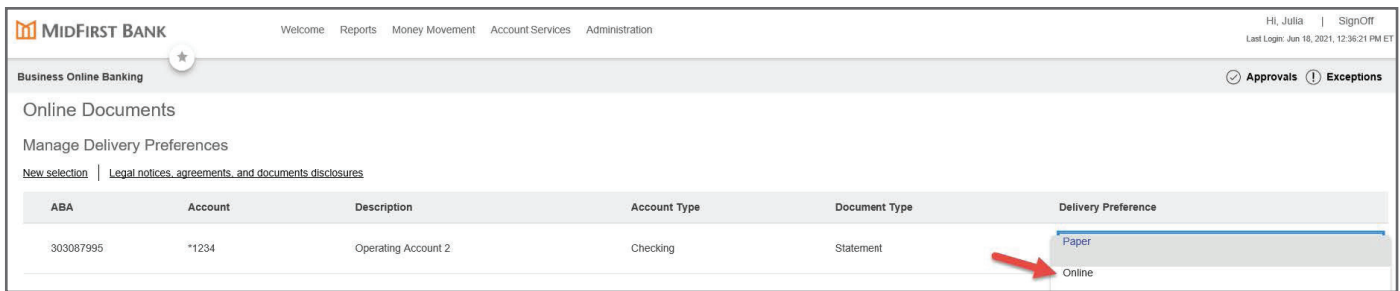 MIDFIRST BANK
Welcome Reports Money Movement Account Services Administration
Hi, Julia | SignOff
Last Login: Jun 18, 2021, 12:36:21 PM ET
Business Online Banking
Approvals Exceptions
Online Documents
Manage Delivery Preferences
New selection | Legal notices, agreements, and documents disclosures
ABA Account Description Account Type Document Type Delivery Preference
303087995 *1234 Operating Account 2 Checking Statement Paper
Online